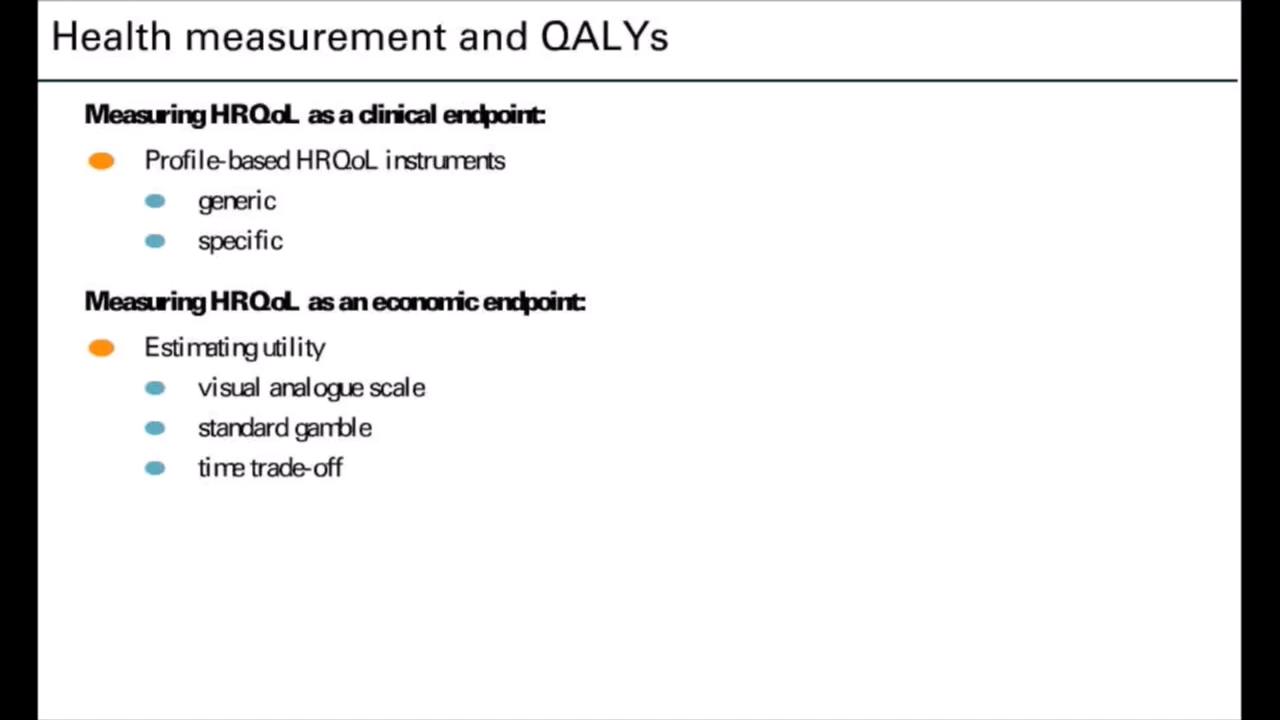 Health measurement and QALYs
Measuring HRQoL as a clinical endpoint:
Profile-based HRQoL instruments
generic
specific
Measuring HRQoL as an economic endpoint:
Estimating utility
visual analogue scale
standard gamble
time trade-off